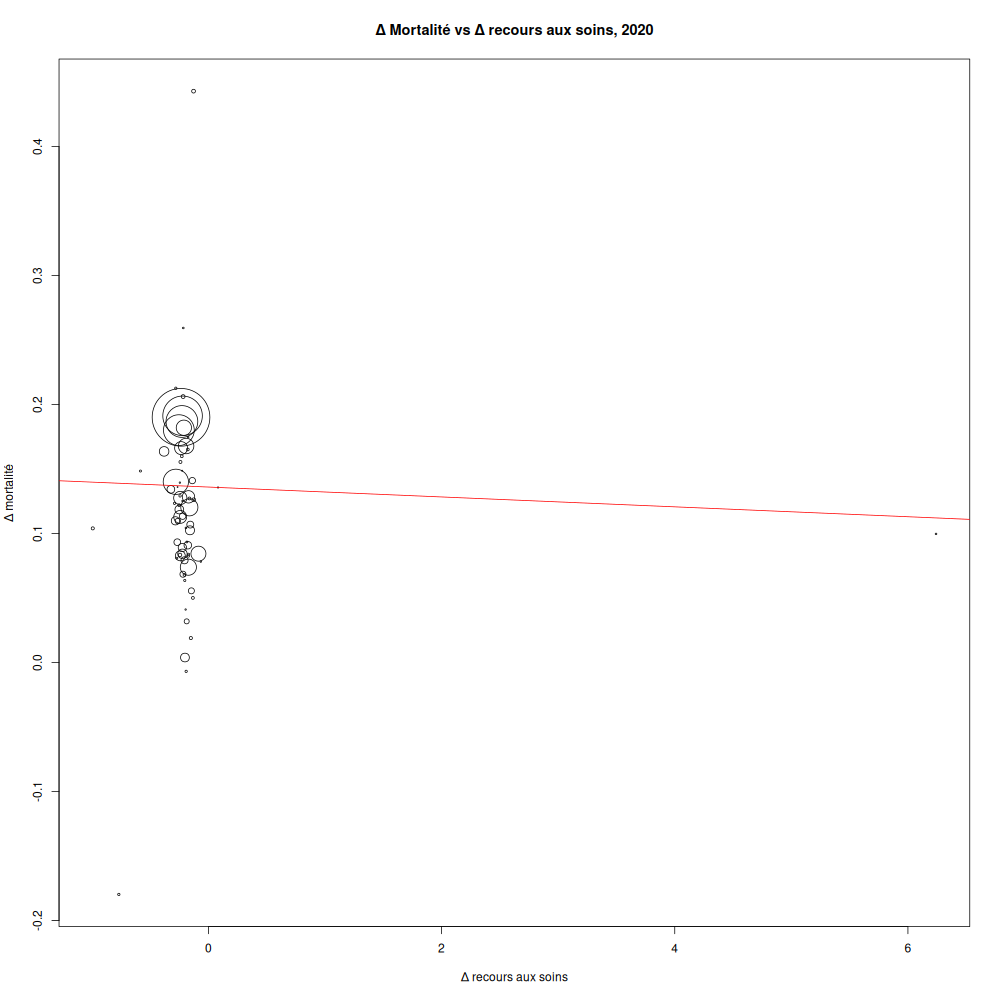 Δ Mortalité vs Δ recours aux soins, 2020
Δ mortalité
0.4
0.3
0.2
0.1
0.0
-0.1
-0.2
0 2 4 6
Δ recours aux soins